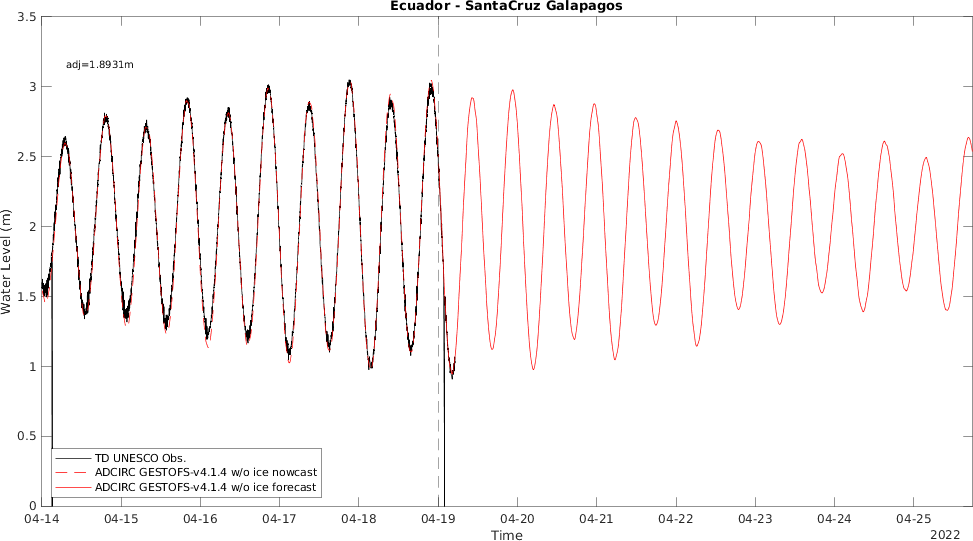 Ecuador - SantaCruz Galapagos
3.5
adj=1.8931m
3
2.5
2
1.5
1
0.5
0
Water Level (m)
TD UNESCO Obs.
ADCIRC GESTOFS-v4.1.4 w/o ice nowcast
ADCIRC GESTOFS-v4.1.4 w/o ice forecast
04-14 04-15 04-16 04-17 04-18 04-19 04-20 04-21 04-22 04-23 04-24 04-25
Time
2022